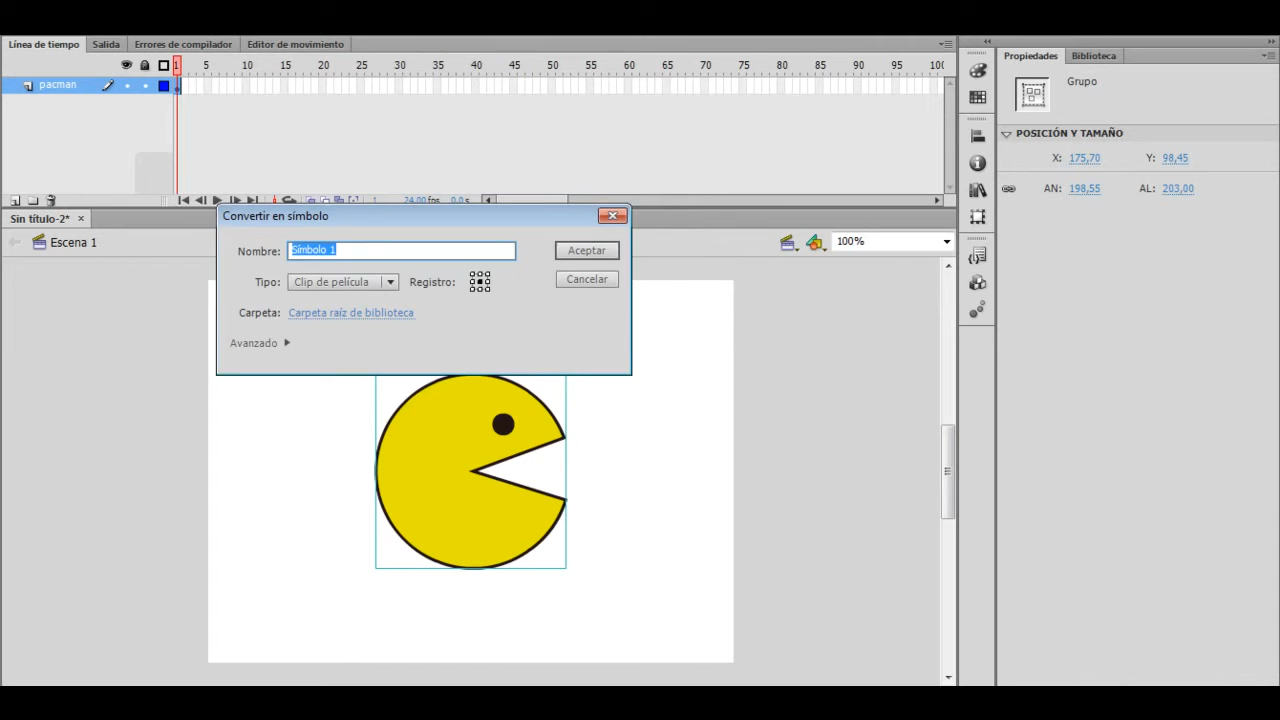 Línea de tiempo Salida Errores de compilador Editor de movimiento
Propiedades Biblioteca
1 5 10 15 20 25 30 35 40 45 50 55 60 65 70 75 80 85 90 95 100
pacman
Grupo
POSICIÓN Y TAMAÑO
X: 175,70 Y: 98,45
AN: 198,55 AL: 203,00
1 24,00 fps 0,0 s
Sin título-2*
Escena 1
100%
Convertir en símbolo
Nombre: Símbolo 1 Aceptar
Tipo: Clip de película Registro: Cancelar
Carpeta: Carpeta raíz de biblioteca
Avanzado